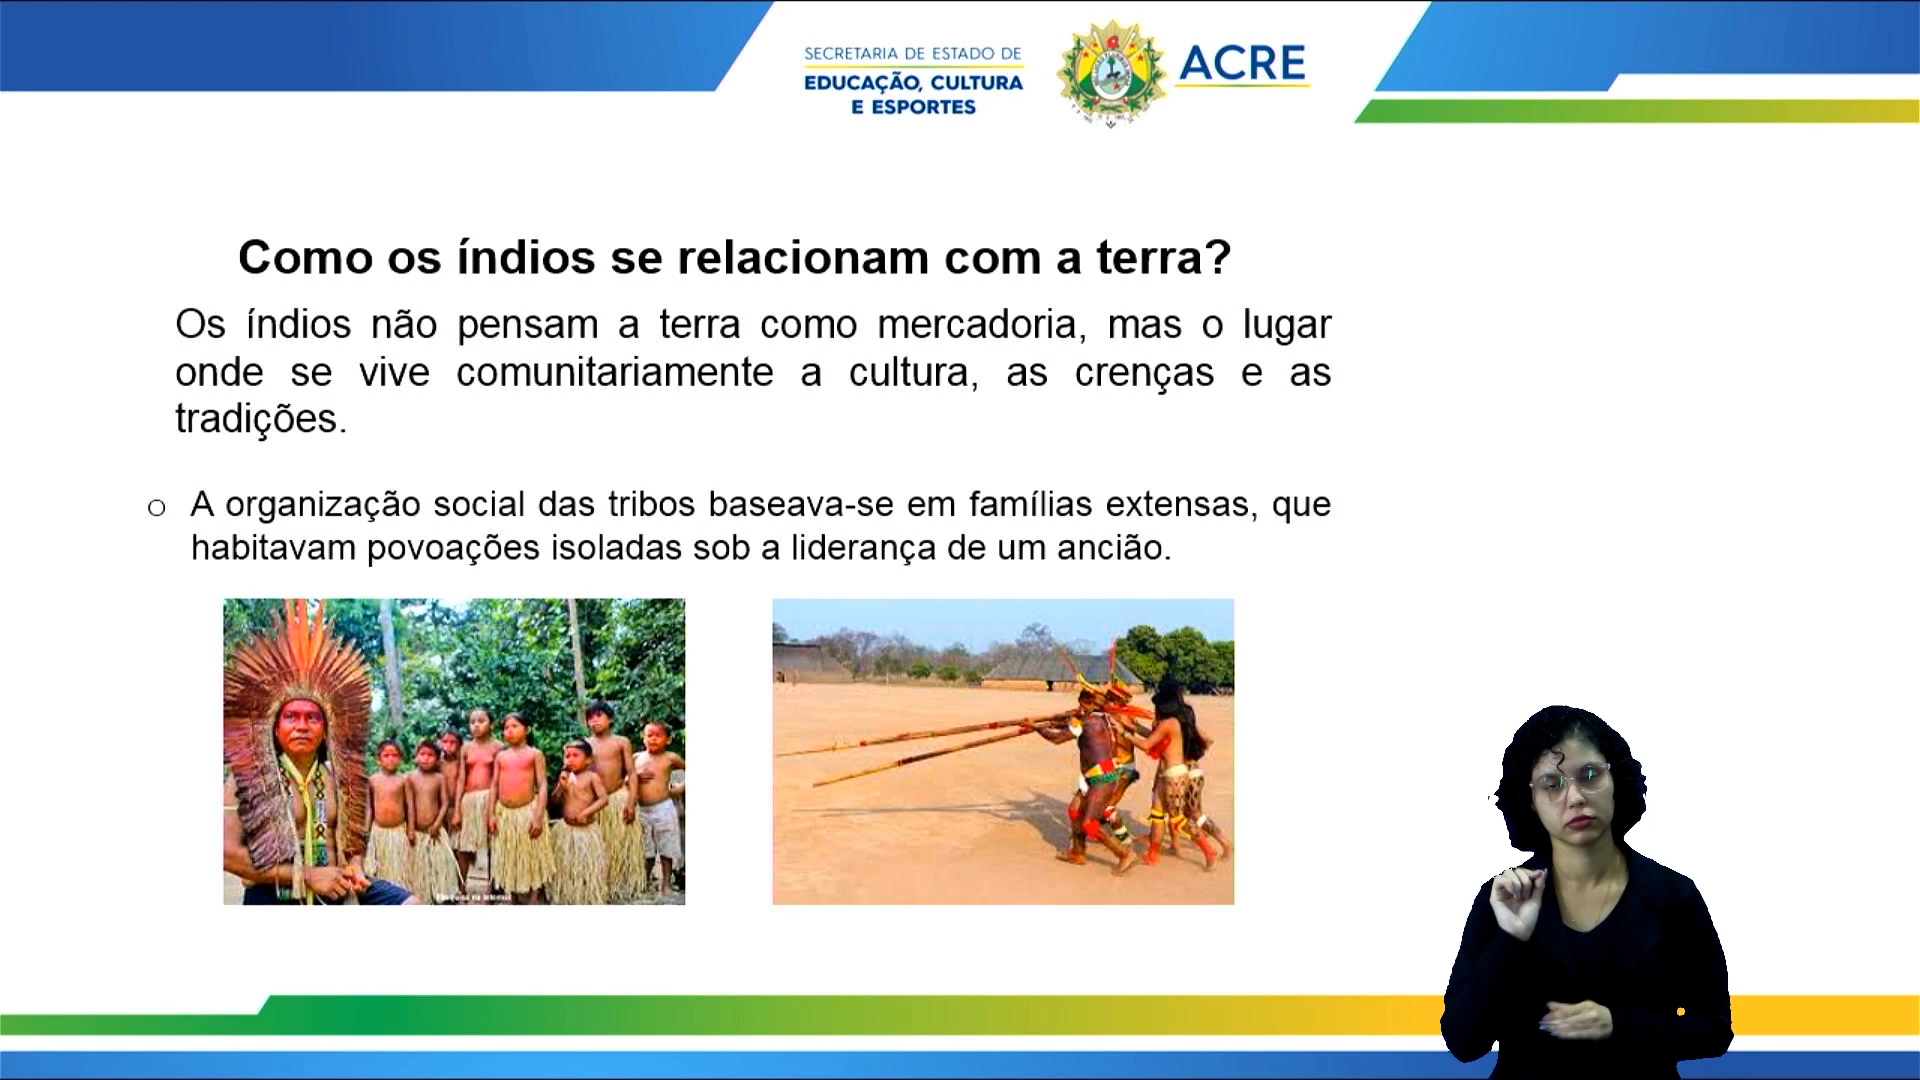 SECRETARIA DE ESTADO DE
EDUCAÇÃO, CULTURA
E ESPORTES
ACRE
Como os índios se relacionam com a terra?
Os índios não pensam a terra como mercadoria, mas o lugar
onde se vive comunitariamente a cultura, as crenças e as
tradições.
o A organização social das tribos baseava-se em famílias extensas, que
habitavam povoações isoladas sob a liderança de um ancião.